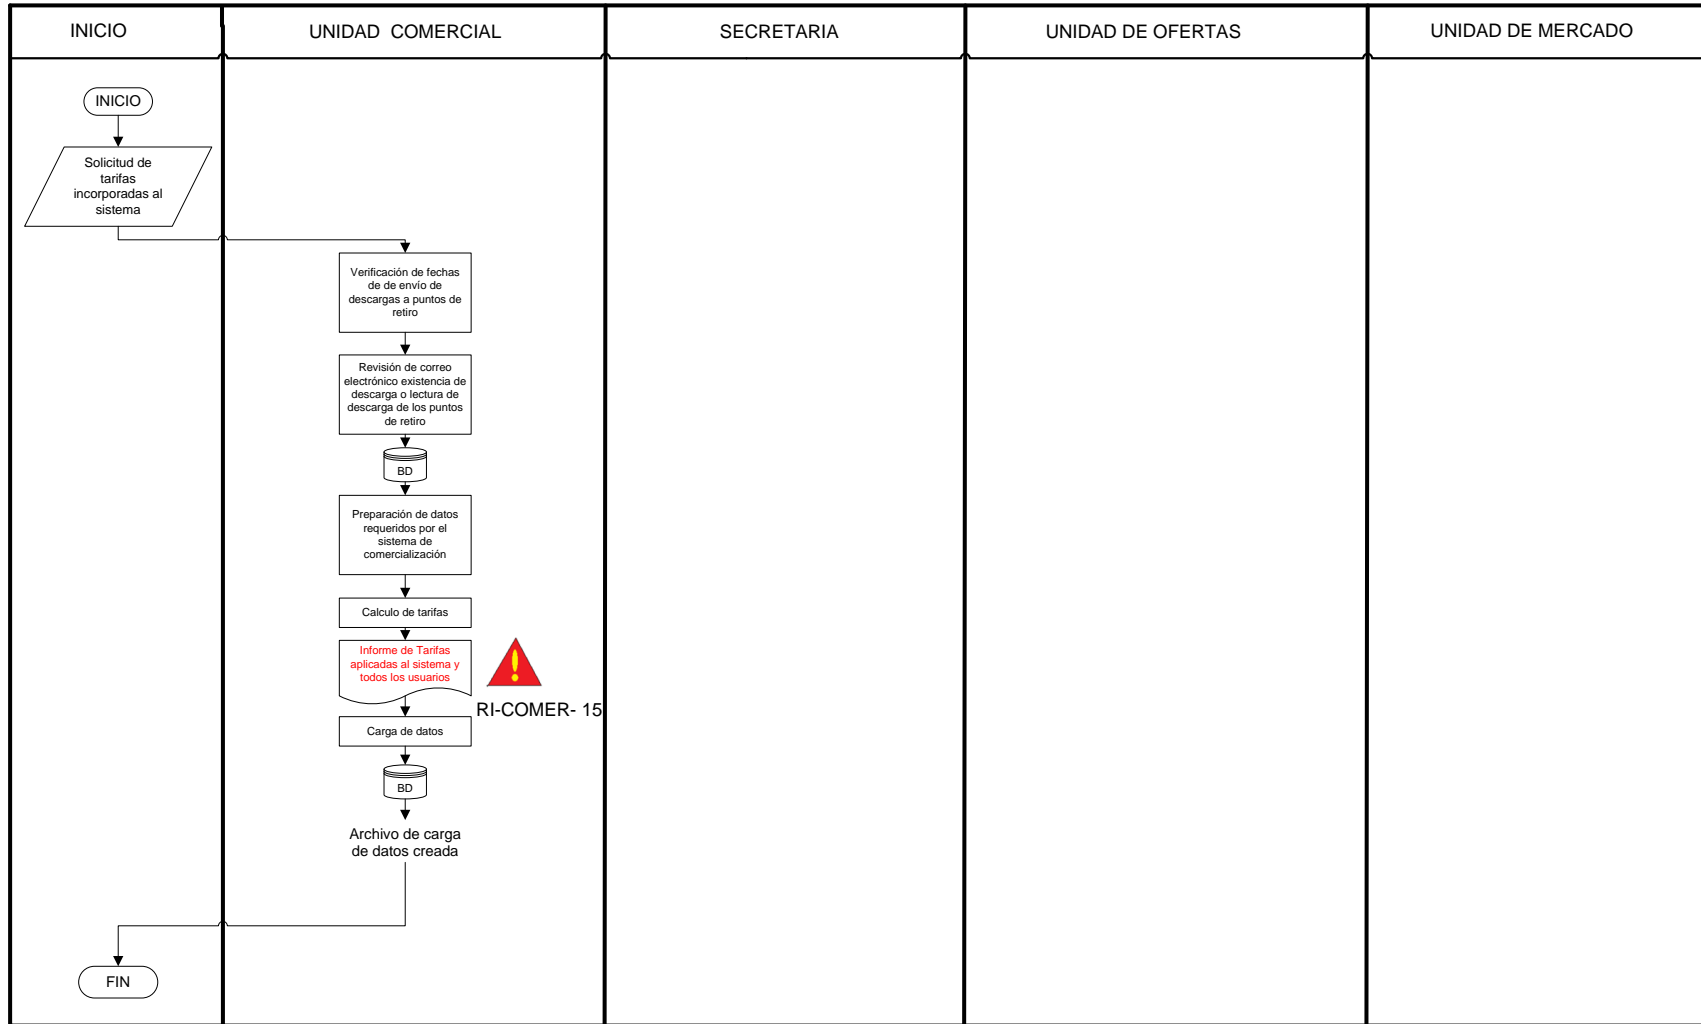 INICIO
UNIDAD  COMERCIAL
SECRETARIA
UNIDAD DE OFERTAS
UNIDAD DE MERCADO
INICIO
Solicitud de
tarifas
incorporadas al
sistema
Verificación de fechas
de de envío de
descargas a puntos de
retiro
Revisión de correo
electrónico existencia de
descarga o lectura de
descarga de los puntos
de retiro
BD
Preparación de datos
requeridos por el
sistema de
comercialización
Calculo de tarifas
Informe de Tarifas
aplicadas al sistema y
todos los usuarios
RI-COMER- 15
Carga de datos
BD
Archivo de carga
de datos creada
FIN